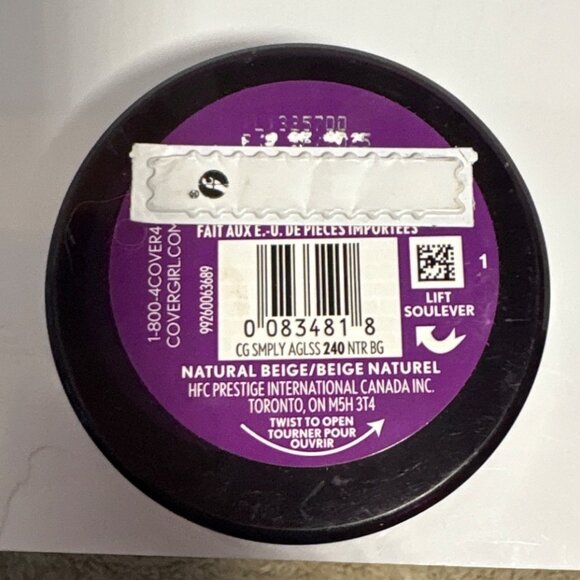 FAIT AUX É.-U. DE PIÈCES IMPORTÉES
1-800-4COVER4
COVERGIRL.COM
99260063689
0 083481 8
CG SMPLY AGLSS 240 NTR BG
1
LIFT
SOULEVER
NATURAL BEIGE/BEIGE NATUREL
HFC PRESTIGE INTERNATIONAL CANADA INC.
TORONTO, ON M5H 3T4
TWIST TO OPEN
TOURNER POUR
OUVRIR